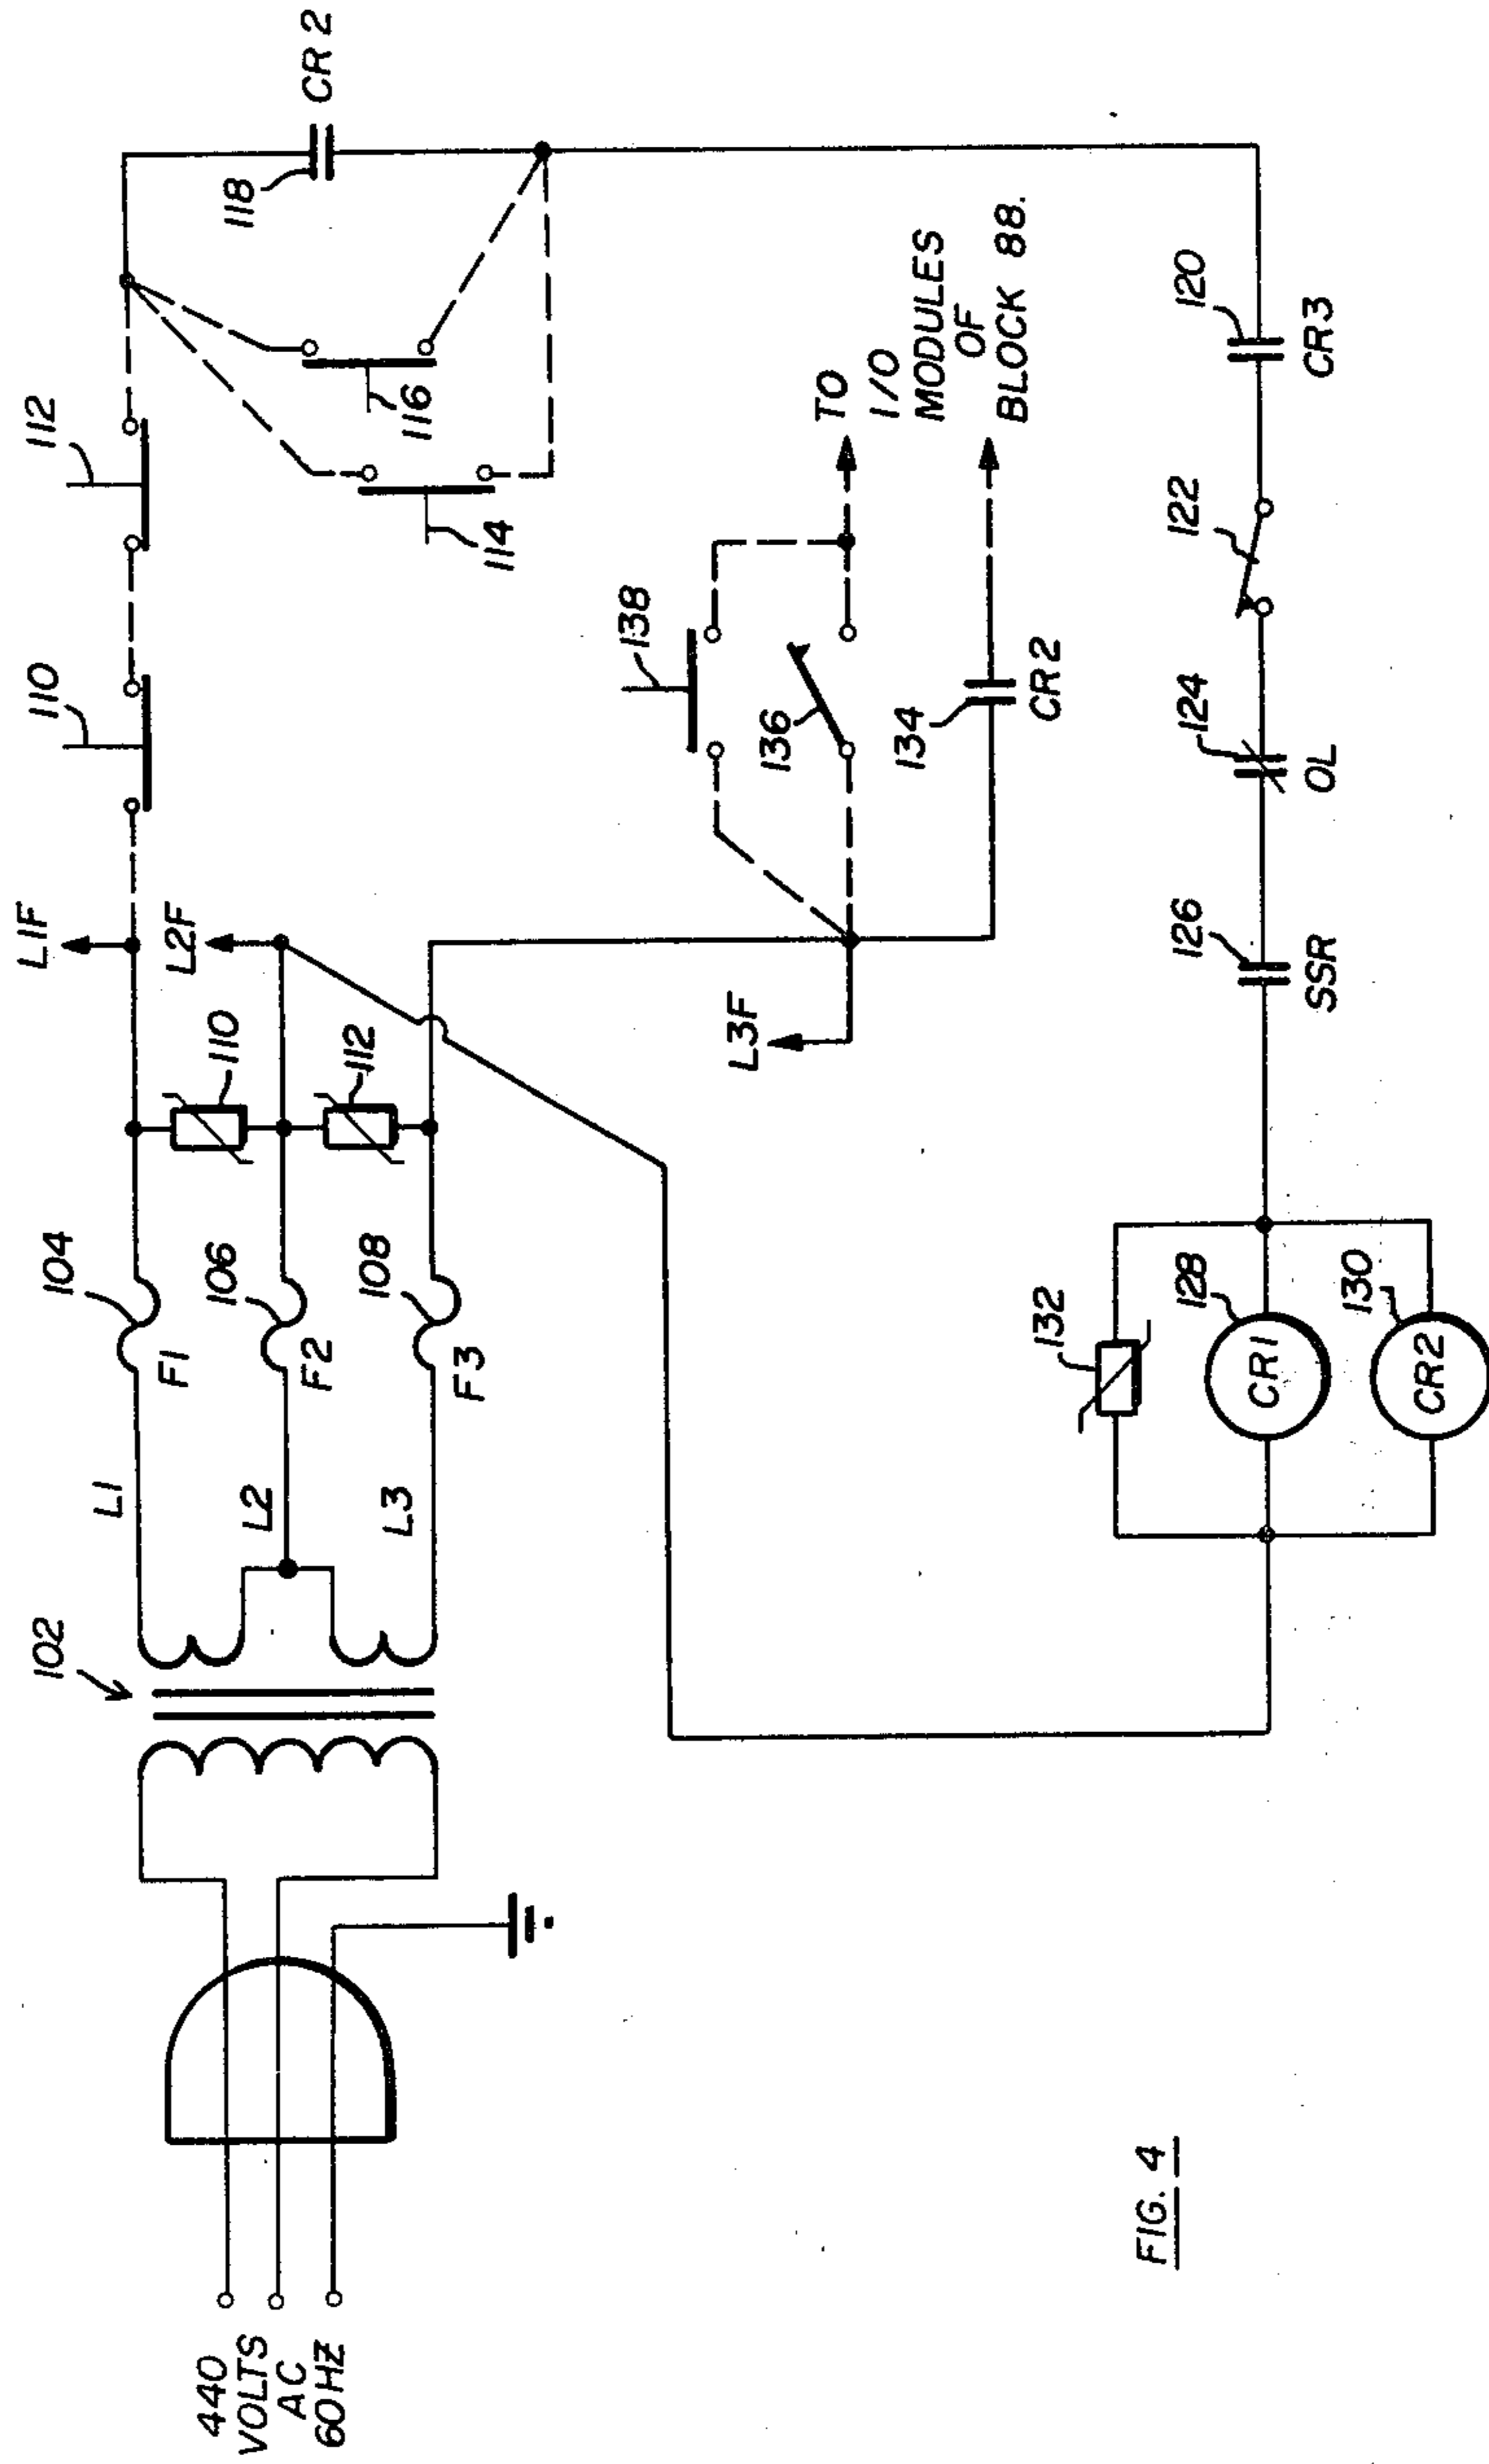 440
VOLTS
AC
60HZ
102
L1
L2
L3
104
F1
106
F2
108
F3
110
112
L1F
L2F
L3F
110
112
114
116
118
CR2
138
136
134
CR2
TO
I/O
MODULES
OF
BLOCK 88.
132
128
CR1
130
CR2
126
SSR
124
OL
122
120
CR3
FIG. 4